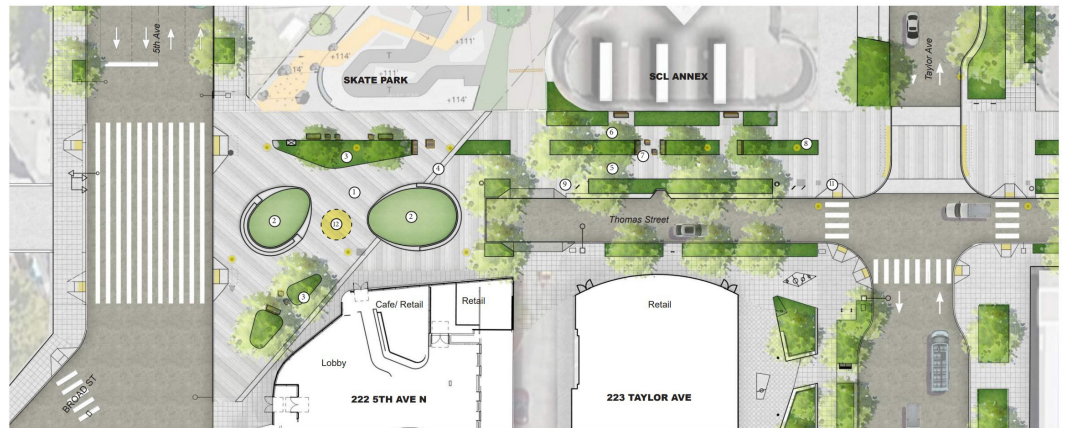 5th Ave
+111'
+114'
14'
+111'
+114'
SKATE PARK
SCL ANNEX
Taylor Ave
6
3
7
8
4
5
9
11
1
2
12
2
Thomas Street
3
Cafe/ Retail
Retail
Retail
Lobby
222 5TH AVE N
223 TAYLOR AVE
BROAD ST